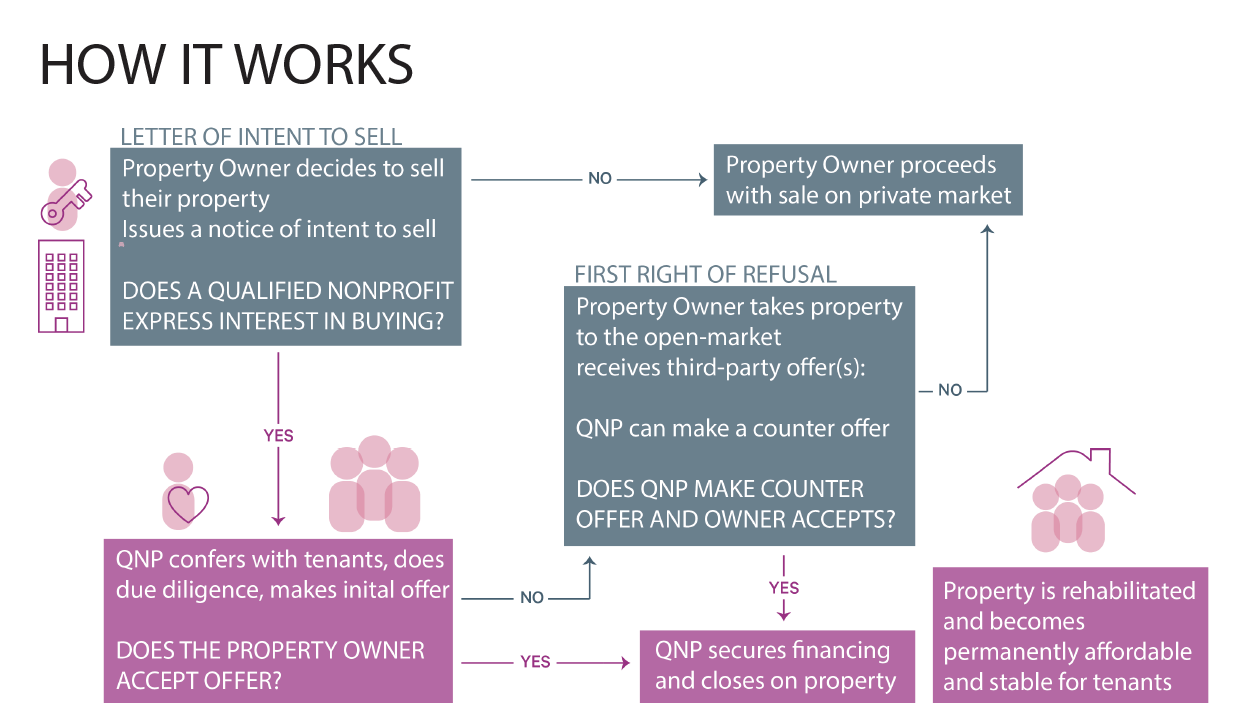 HOW IT WORKS
LETTER OF INTENT TO SELL
Property Owner decides to sell
their property
Issues a notice of intent to sell
DOES A QUALIFIED NONPROFIT
EXPRESS INTEREST IN BUYING?
NO
Property Owner proceeds
with sale on private market
FIRST RIGHT OF REFUSAL
Property Owner takes property
to the open-market
receives third-party offer(s):
QNP can make a counter offer
DOES QNP MAKE COUNTER
OFFER AND OWNER ACCEPTS?
NO
YES
QNP confers with tenants, does
due diligence, makes inital offer
DOES THE PROPERTY OWNER
ACCEPT OFFER?
NO
YES
YES
QNP secures financing
and closes on property
Property is rehabilitated
and becomes
permanently affordable
and stable for tenants